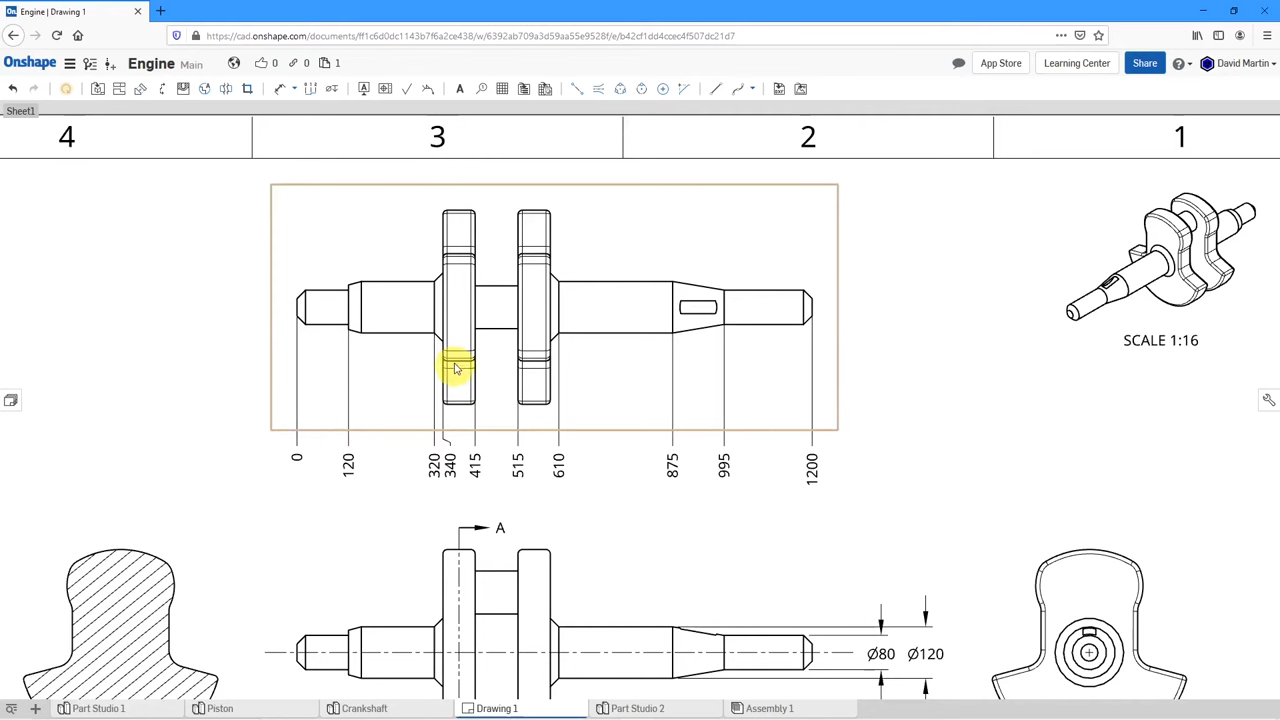 Engine | Drawing 1
https://cad.onshape.com/documents/ff1c6d0dc1143b7f6a2ce438/w/6392ab709a3d59aa55e9528f/e/b42cf1dd4ccec4f507dc21d7
Onshape Engine Main 0 0 1 App Store Learning Center Share David Martin
Sheet1
4 3 2 1
SCALE 1:16
0 120 320 340 415 515 610 875 995 1200
A
Ø80 Ø120
Part Studio 1 Piston Crankshaft Drawing 1 Part Studio 2 Assembly 1